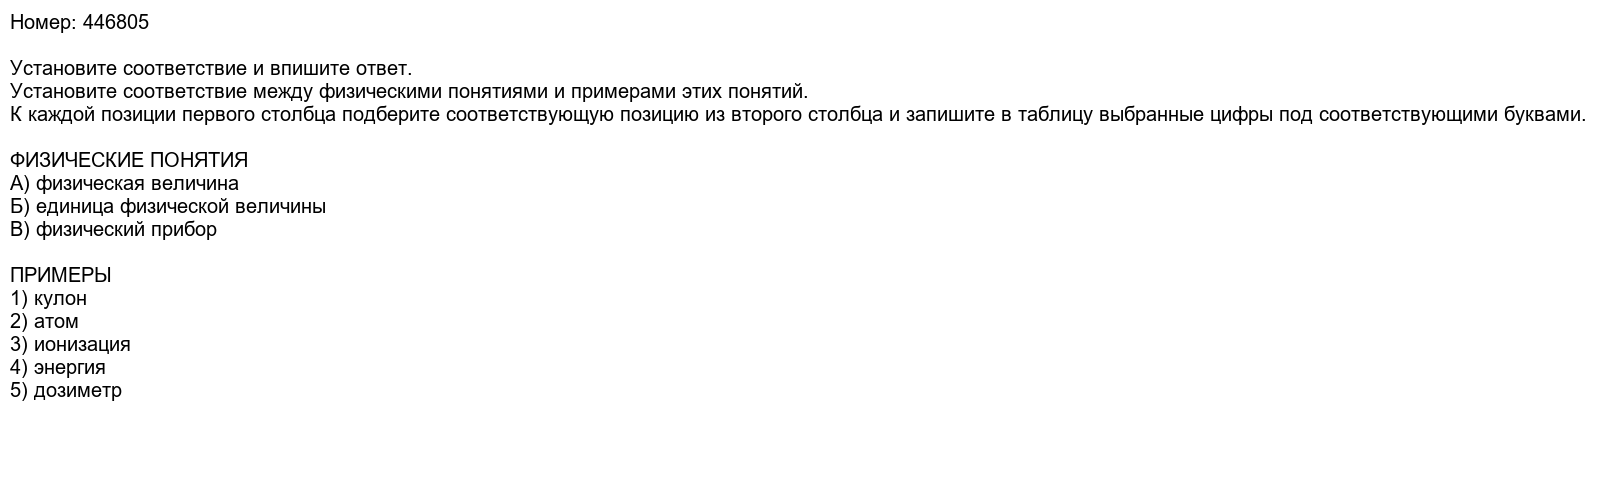 Номер: 446805
Установите соответствие и впишите ответ.
Установите соответствие между физическими понятиями и примерами этих понятий.
К каждой позиции первого столбца подберите соответствующую позицию из второго столбца и запишите в таблицу выбранные цифры под соответствующими буквами.
ФИЗИЧЕСКИЕ ПОНЯТИЯ
А) физическая величина
Б) единица физической величины
В) физический прибор
ПРИМЕРЫ
1) кулон
2) атом
3) ионизация
4) энергия
5) дозиметр